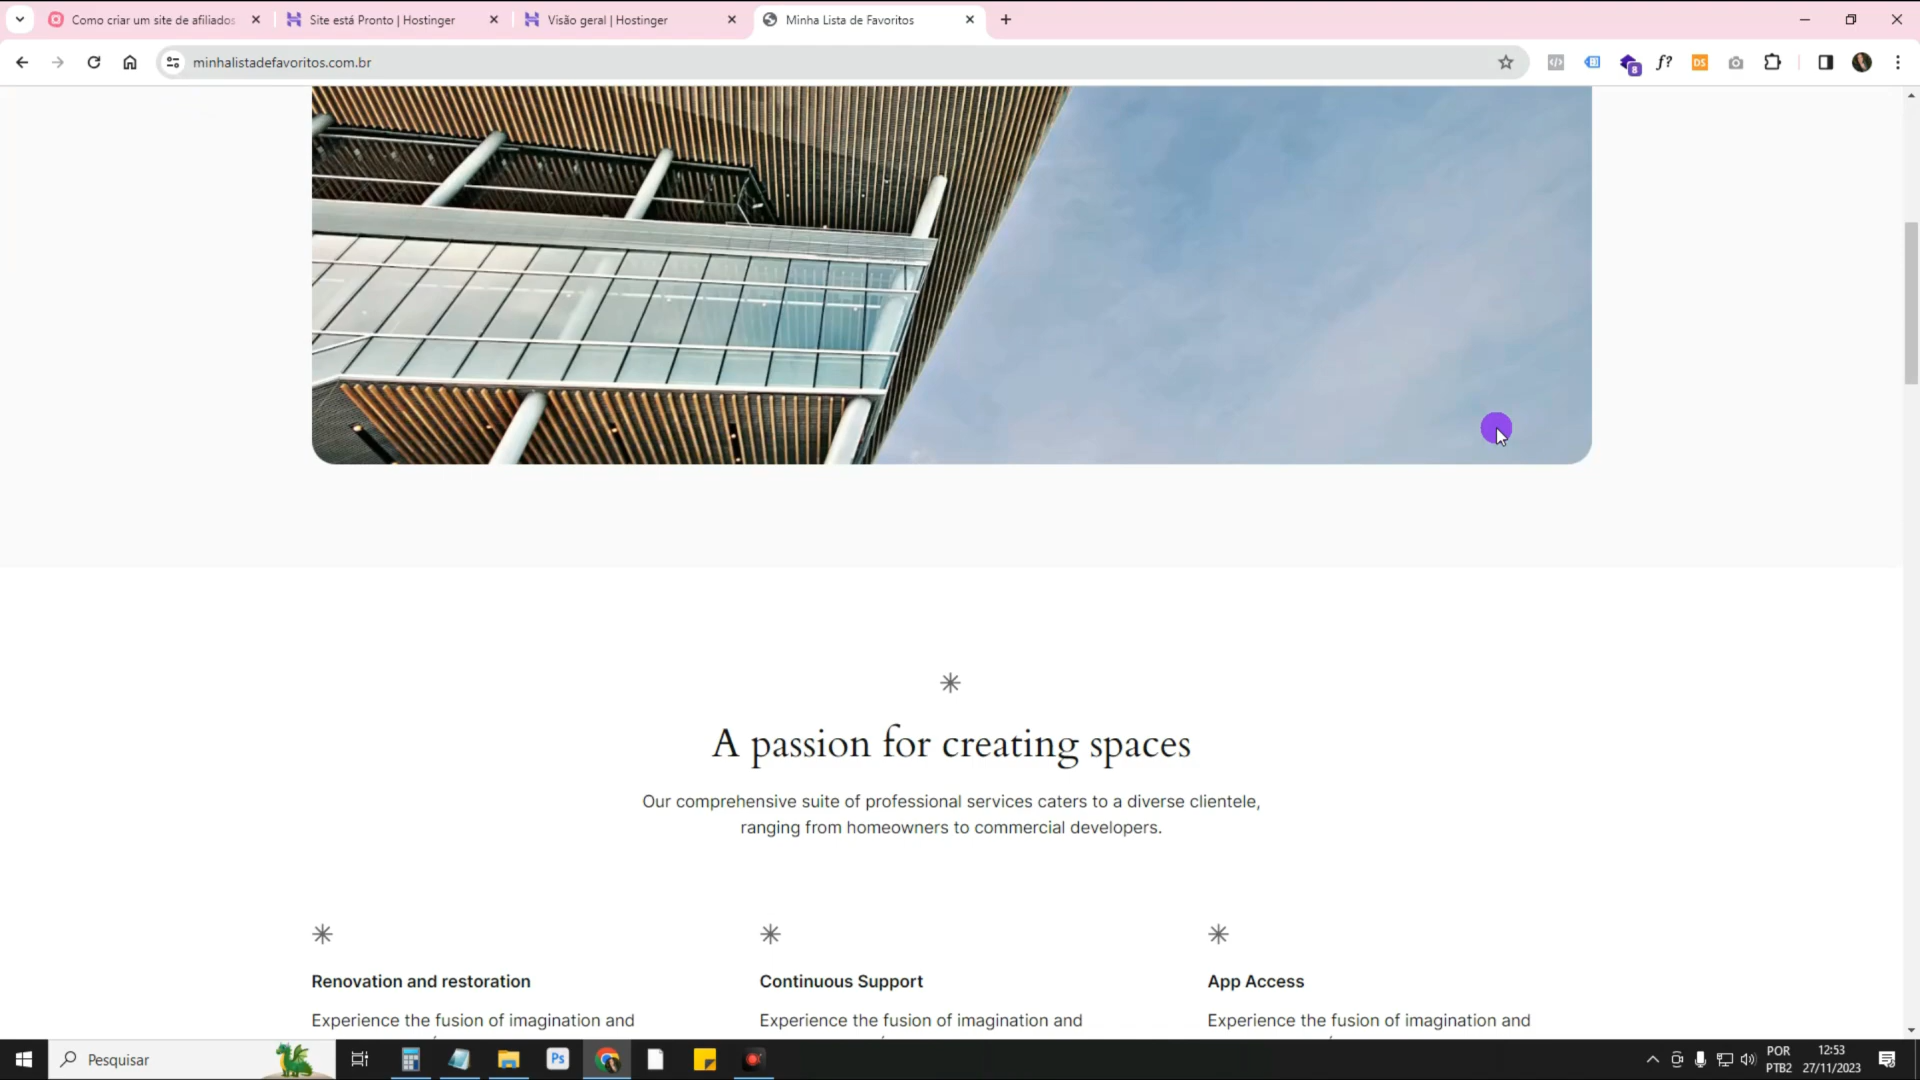 Como criar um site de afiliados
Site está Pronto | Hostinger
Visão geral | Hostinger
Minha Lista de Favoritos
minhalistadefavoritos.com.br
8
f?
DS
A passion for creating spaces
Our comprehensive suite of professional services caters to a diverse clientele,
ranging from homeowners to commercial developers.
Renovation and restoration
Continuous Support
App Access
Experience the fusion of imagination and
Experience the fusion of imagination and
Experience the fusion of imagination and
Pesquisar
Ps
POR
PTB2
12:53
27/11/2023